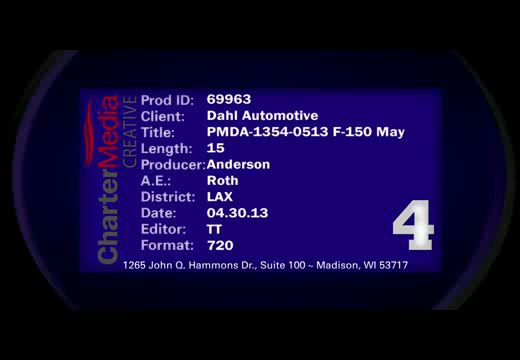 CharterMedia
CREATIVE
Prod ID: 69963
Client: Dahl Automotive
Title: PMDA-1354-0513 F-150 May
Length: 15
Producer:Anderson
A.E.: Roth
District: LAX
Date: 04.30.13
Editor: TT
Format: 720
4
1265 John Q. Hammons Dr., Suite 100 ~ Madison, WI 53717